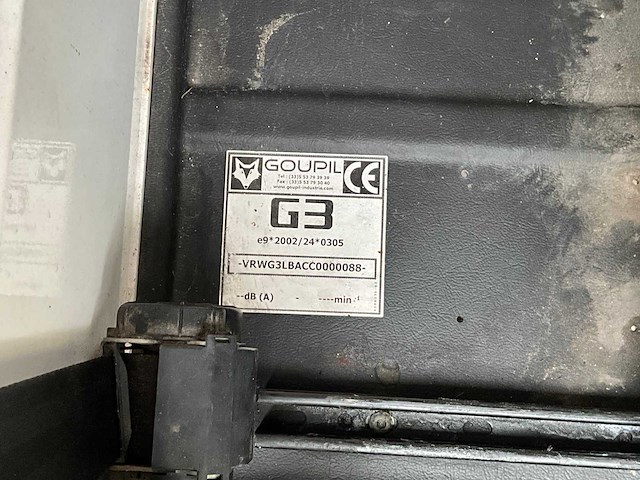 GOUPIL
Tel : (33)5 53 79 39 39
Fax : (33)5 53 79 30 40
www.goupil-industrie.com
CE
G3
e9*2002/24*0305
-VRWG3LBACC0000088-
--dB (A) - ----min-1